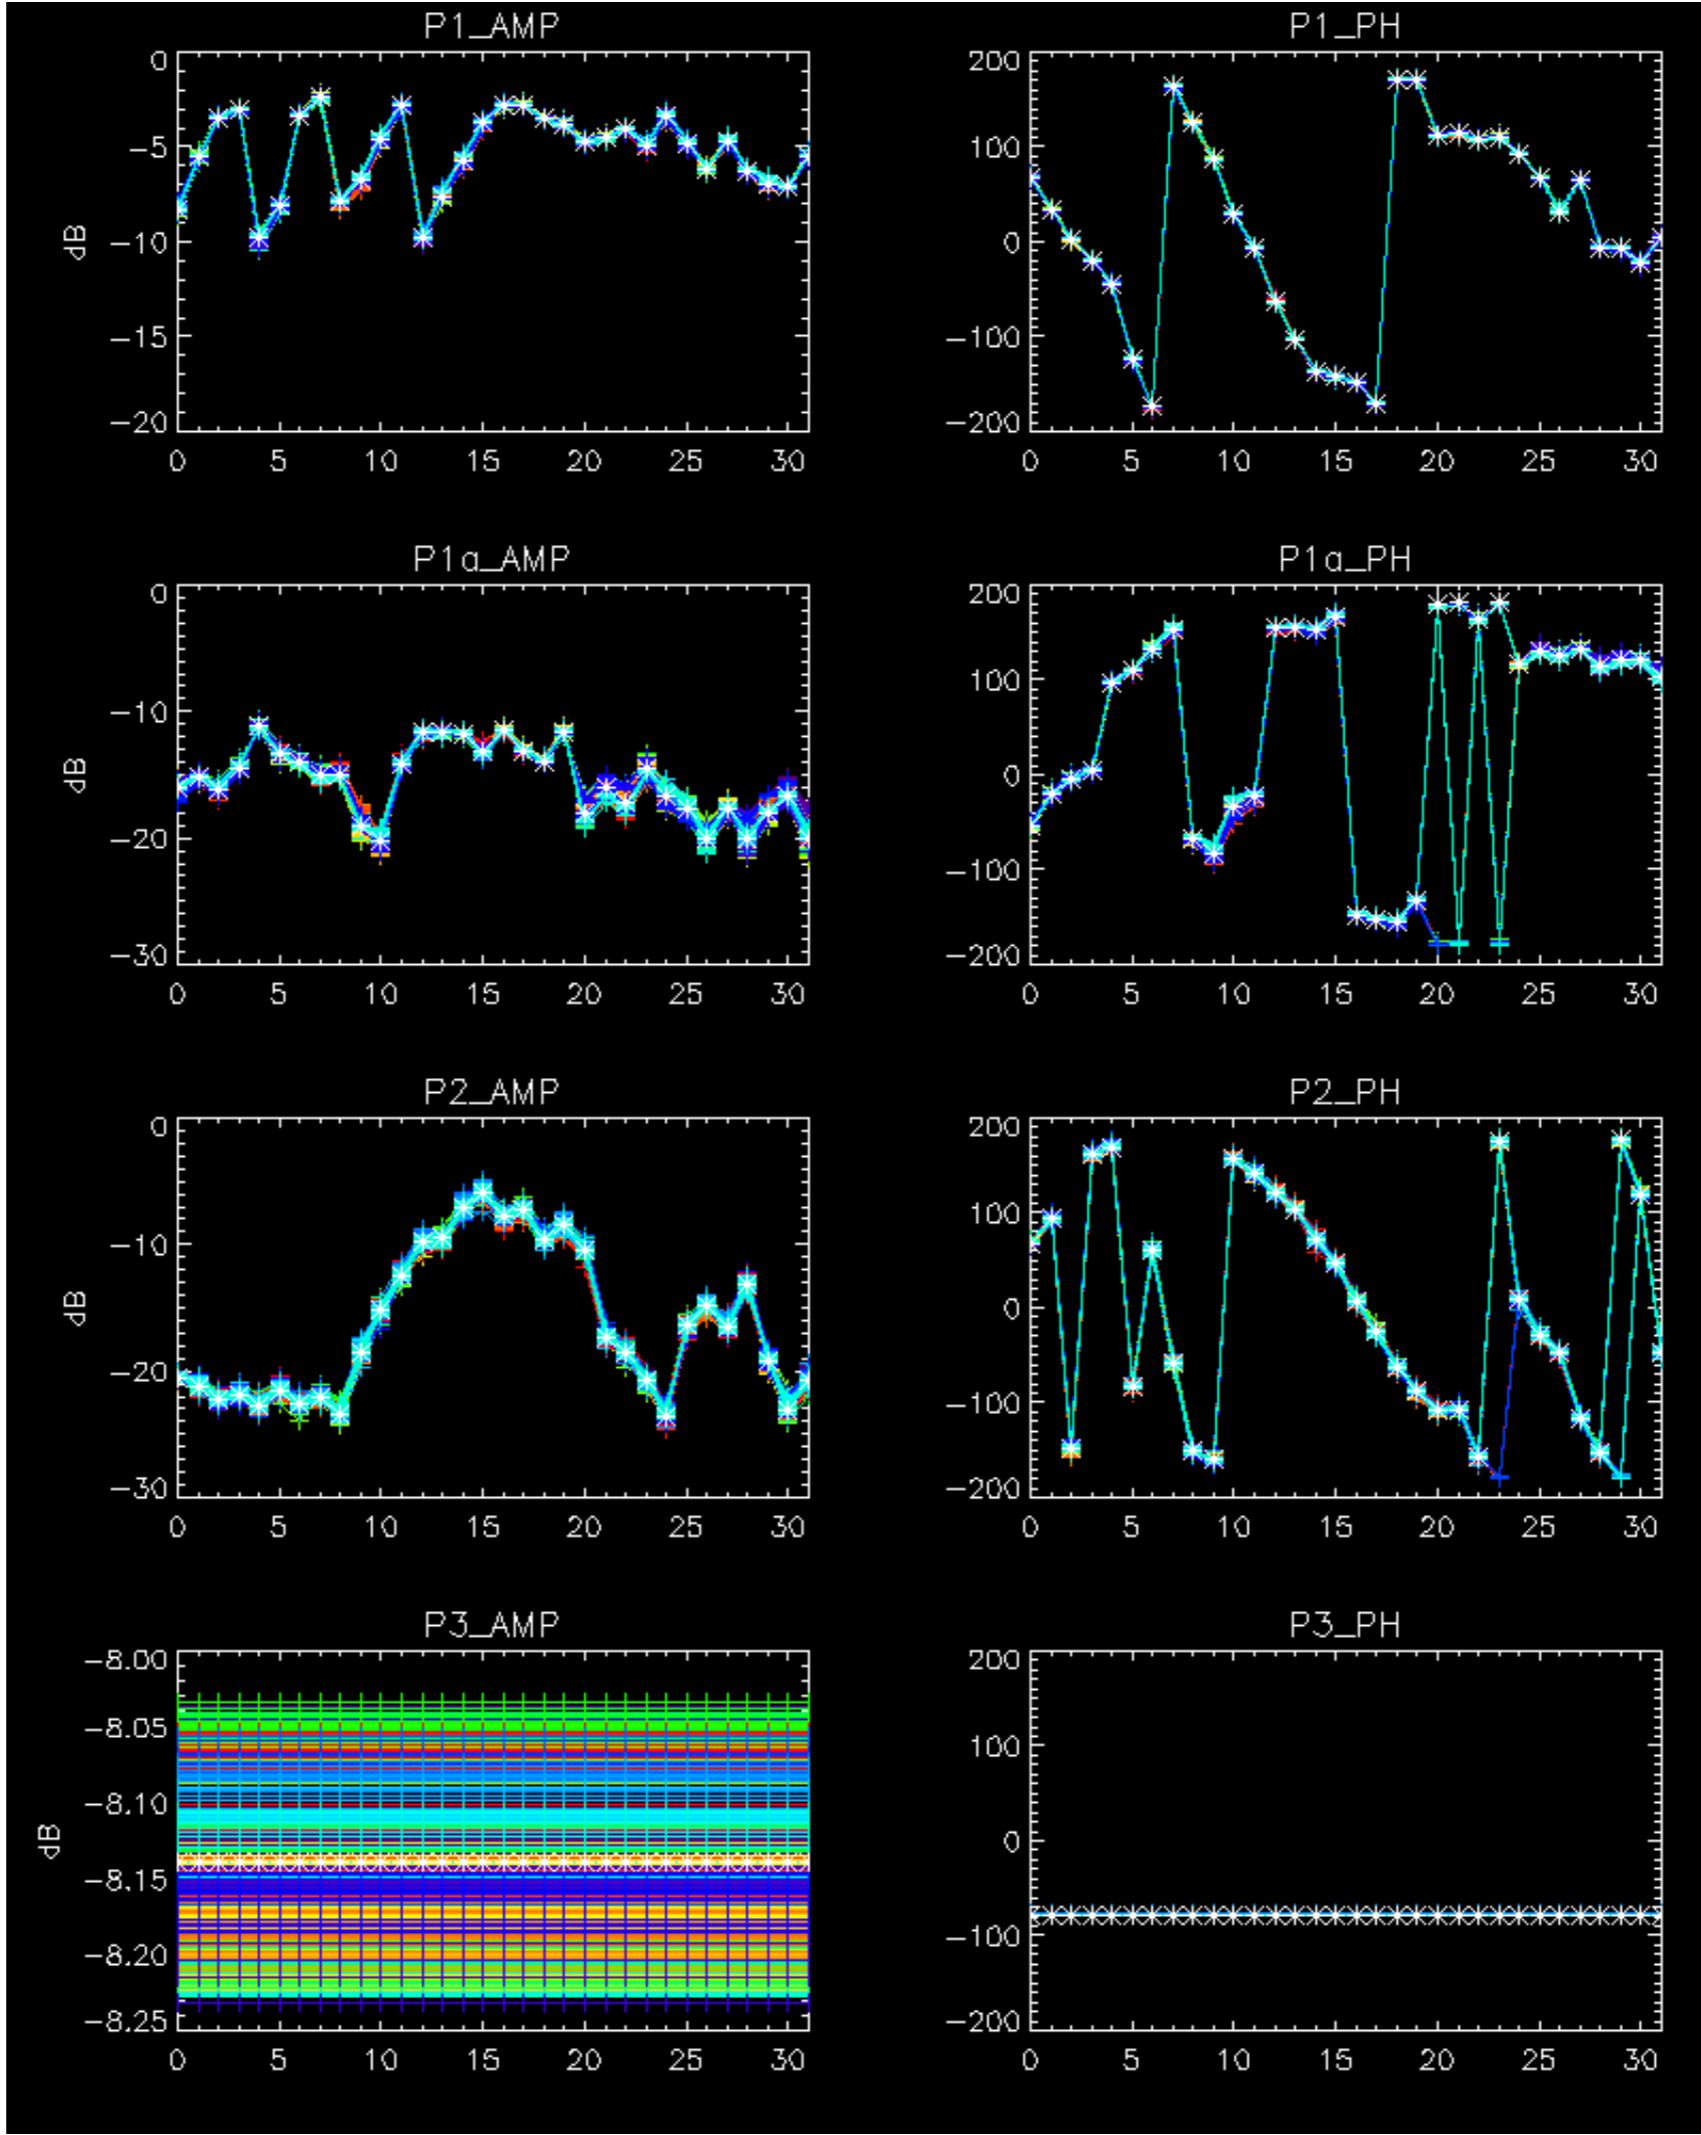 P1_AMP P1_PH
0 200
-5 100
dB -10 0
-15 -100
-20 -200
0 5 10 15 20 25 30 0 5 10 15 20 25 30
P1a_AMP P1a_PH
0 200
-10 100
dB 0
-20 -100
-30 -200
0 5 10 15 20 25 30 0 5 10 15 20 25 30
P2_AMP P2_PH
0 200
-10 100
dB 0
-20 -100
-30 -200
0 5 10 15 20 25 30 0 5 10 15 20 25 30
P3_AMP P3_PH
-8.00 200
-8.05 100
-8.10
dB 0
-8.15
-8.20 -100
-8.25 -200
0 5 10 15 20 25 30 0 5 10 15 20 25 30